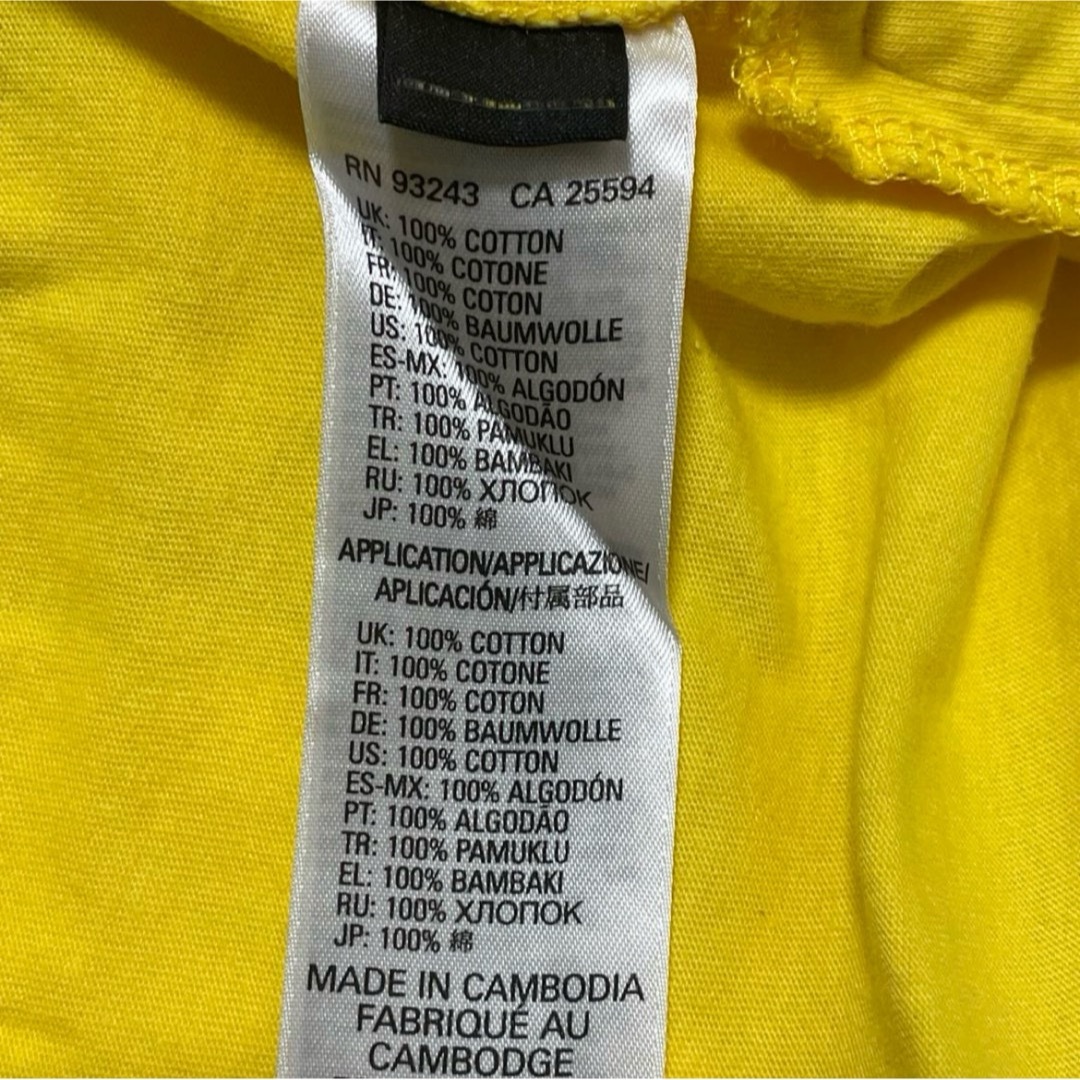 RN 93243 CA 25594
UK: 100% COTTON
IT: 100% COTONE
FR: 100% COTON
DE: 100% BAUMWOLLE
US: 100% COTTON
ES-MX: 100% ALGODÓN
PT: 100% ALGODÃO
TR: 100% PAMUKLU
EL: 100% BAMBAKI
RU: 100% ХЛОПОК
JP: 100% 綿
APPLICATION/APPLICAZIONE/
APLICACIÓN/付属部品
UK: 100% COTTON
IT: 100% COTONE
FR: 100% COTON
DE: 100% BAUMWOLLE
US: 100% COTTON
ES-MX: 100% ALGODÓN
PT: 100% ALGODÃO
TR: 100% PAMUKLU
EL: 100% BAMBAKI
RU: 100% ХЛОПОК
JP: 100% 綿
MADE IN CAMBODIA
FABRIQUÉ AU
CAMBODGE